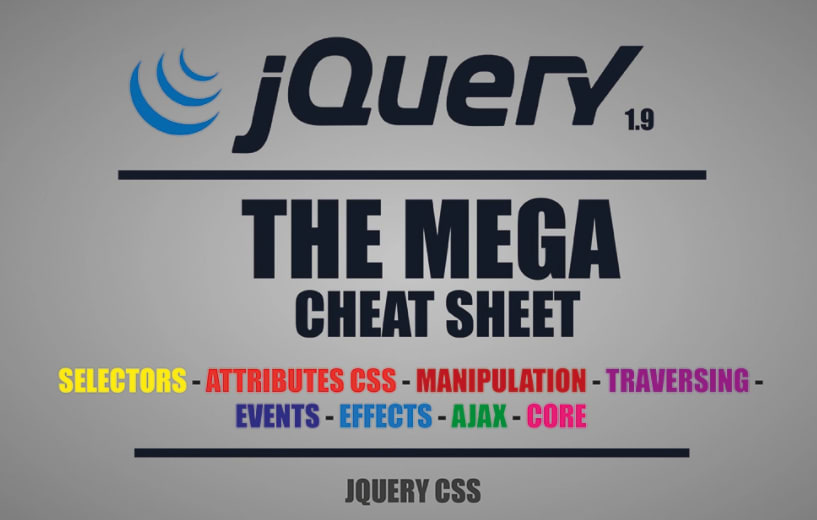 jQuery 1.9
THE MEGA
CHEAT SHEET
SELECTORS - ATTRIBUTES CSS - MANIPULATION - TRAVERSING -
EVENTS - EFFECTS - AJAX - CORE
JQUERY CSS